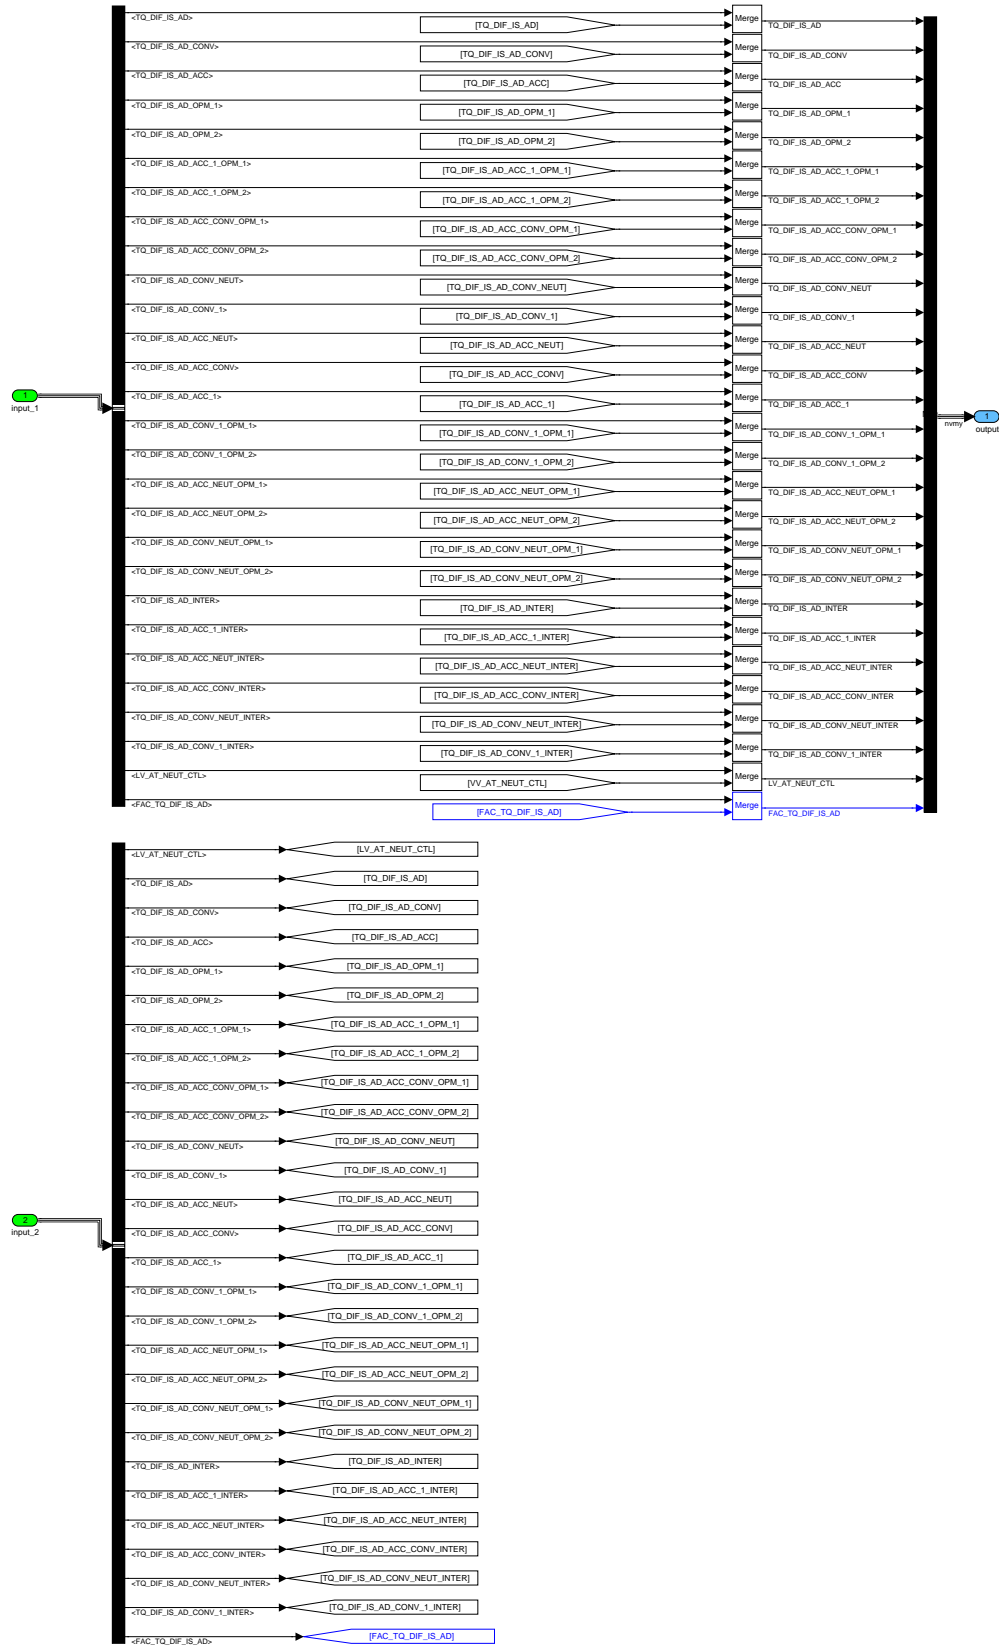 <TQ_DIF_IS_AD> [TQ_DIF_IS_AD] Merge TQ_DIF_IS_AD
<TQ_DIF_IS_AD_CONV> [TQ_DIF_IS_AD_CONV] Merge TQ_DIF_IS_AD_CONV
<TQ_DIF_IS_AD_ACC> [TQ_DIF_IS_AD_ACC] Merge TQ_DIF_IS_AD_ACC
<TQ_DIF_IS_AD_OPM_1> [TQ_DIF_IS_AD_OPM_1] Merge TQ_DIF_IS_AD_OPM_1
<TQ_DIF_IS_AD_OPM_2> [TQ_DIF_IS_AD_OPM_2] Merge TQ_DIF_IS_AD_OPM_2
<TQ_DIF_IS_AD_ACC_1_OPM_1> [TQ_DIF_IS_AD_ACC_1_OPM_1] Merge TQ_DIF_IS_AD_ACC_1_OPM_1
<TQ_DIF_IS_AD_ACC_1_OPM_2> [TQ_DIF_IS_AD_ACC_1_OPM_2] Merge TQ_DIF_IS_AD_ACC_1_OPM_2
<TQ_DIF_IS_AD_ACC_CONV_OPM_1> [TQ_DIF_IS_AD_ACC_CONV_OPM_1] Merge TQ_DIF_IS_AD_ACC_CONV_OPM_1
<TQ_DIF_IS_AD_ACC_CONV_OPM_2> [TQ_DIF_IS_AD_ACC_CONV_OPM_2] Merge TQ_DIF_IS_AD_ACC_CONV_OPM_2
<TQ_DIF_IS_AD_CONV_NEUT> [TQ_DIF_IS_AD_CONV_NEUT] Merge TQ_DIF_IS_AD_CONV_NEUT
<TQ_DIF_IS_AD_CONV_1> [TQ_DIF_IS_AD_CONV_1] Merge TQ_DIF_IS_AD_CONV_1
<TQ_DIF_IS_AD_ACC_NEUT> [TQ_DIF_IS_AD_ACC_NEUT] Merge TQ_DIF_IS_AD_ACC_NEUT
<TQ_DIF_IS_AD_ACC_CONV> [TQ_DIF_IS_AD_ACC_CONV] Merge TQ_DIF_IS_AD_ACC_CONV
1
input_1
<TQ_DIF_IS_AD_ACC_1> [TQ_DIF_IS_AD_ACC_1] Merge TQ_DIF_IS_AD_ACC_1
nvmy
1
output
<TQ_DIF_IS_AD_CONV_1_OPM_1> [TQ_DIF_IS_AD_CONV_1_OPM_1] Merge TQ_DIF_IS_AD_CONV_1_OPM_1
<TQ_DIF_IS_AD_CONV_1_OPM_2> [TQ_DIF_IS_AD_CONV_1_OPM_2] Merge TQ_DIF_IS_AD_CONV_1_OPM_2
<TQ_DIF_IS_AD_ACC_NEUT_OPM_1> [TQ_DIF_IS_AD_ACC_NEUT_OPM_1] Merge TQ_DIF_IS_AD_ACC_NEUT_OPM_1
<TQ_DIF_IS_AD_ACC_NEUT_OPM_2> [TQ_DIF_IS_AD_ACC_NEUT_OPM_2] Merge TQ_DIF_IS_AD_ACC_NEUT_OPM_2
<TQ_DIF_IS_AD_CONV_NEUT_OPM_1> [TQ_DIF_IS_AD_CONV_NEUT_OPM_1] Merge TQ_DIF_IS_AD_CONV_NEUT_OPM_1
<TQ_DIF_IS_AD_CONV_NEUT_OPM_2> [TQ_DIF_IS_AD_CONV_NEUT_OPM_2] Merge TQ_DIF_IS_AD_CONV_NEUT_OPM_2
<TQ_DIF_IS_AD_INTER> [TQ_DIF_IS_AD_INTER] Merge TQ_DIF_IS_AD_INTER
<TQ_DIF_IS_AD_ACC_1_INTER> [TQ_DIF_IS_AD_ACC_1_INTER] Merge TQ_DIF_IS_AD_ACC_1_INTER
<TQ_DIF_IS_AD_ACC_NEUT_INTER> [TQ_DIF_IS_AD_ACC_NEUT_INTER] Merge TQ_DIF_IS_AD_ACC_NEUT_INTER
<TQ_DIF_IS_AD_ACC_CONV_INTER> [TQ_DIF_IS_AD_ACC_CONV_INTER] Merge TQ_DIF_IS_AD_ACC_CONV_INTER
<TQ_DIF_IS_AD_CONV_NEUT_INTER> [TQ_DIF_IS_AD_CONV_NEUT_INTER] Merge TQ_DIF_IS_AD_CONV_NEUT_INTER
<TQ_DIF_IS_AD_CONV_1_INTER> [TQ_DIF_IS_AD_CONV_1_INTER] Merge TQ_DIF_IS_AD_CONV_1_INTER
<LV_AT_NEUT_CTL> [VV_AT_NEUT_CTL] Merge LV_AT_NEUT_CTL
<FAC_TQ_DIF_IS_AD> [FAC_TQ_DIF_IS_AD] Merge FAC_TQ_DIF_IS_AD
<LV_AT_NEUT_CTL> [LV_AT_NEUT_CTL]
<TQ_DIF_IS_AD> [TQ_DIF_IS_AD]
<TQ_DIF_IS_AD_CONV> [TQ_DIF_IS_AD_CONV]
<TQ_DIF_IS_AD_ACC> [TQ_DIF_IS_AD_ACC]
<TQ_DIF_IS_AD_OPM_1> [TQ_DIF_IS_AD_OPM_1]
<TQ_DIF_IS_AD_OPM_2> [TQ_DIF_IS_AD_OPM_2]
<TQ_DIF_IS_AD_ACC_1_OPM_1> [TQ_DIF_IS_AD_ACC_1_OPM_1]
<TQ_DIF_IS_AD_ACC_1_OPM_2> [TQ_DIF_IS_AD_ACC_1_OPM_2]
<TQ_DIF_IS_AD_ACC_CONV_OPM_1> [TQ_DIF_IS_AD_ACC_CONV_OPM_1]
<TQ_DIF_IS_AD_ACC_CONV_OPM_2> [TQ_DIF_IS_AD_ACC_CONV_OPM_2]
<TQ_DIF_IS_AD_CONV_NEUT> [TQ_DIF_IS_AD_CONV_NEUT]
<TQ_DIF_IS_AD_CONV_1> [TQ_DIF_IS_AD_CONV_1]
<TQ_DIF_IS_AD_ACC_NEUT> [TQ_DIF_IS_AD_ACC_NEUT]
2
input_2
<TQ_DIF_IS_AD_ACC_CONV> [TQ_DIF_IS_AD_ACC_CONV]
<TQ_DIF_IS_AD_ACC_1> [TQ_DIF_IS_AD_ACC_1]
<TQ_DIF_IS_AD_CONV_1_OPM_1> [TQ_DIF_IS_AD_CONV_1_OPM_1]
<TQ_DIF_IS_AD_CONV_1_OPM_2> [TQ_DIF_IS_AD_CONV_1_OPM_2]
<TQ_DIF_IS_AD_ACC_NEUT_OPM_1> [TQ_DIF_IS_AD_ACC_NEUT_OPM_1]
<TQ_DIF_IS_AD_ACC_NEUT_OPM_2> [TQ_DIF_IS_AD_ACC_NEUT_OPM_2]
<TQ_DIF_IS_AD_CONV_NEUT_OPM_1> [TQ_DIF_IS_AD_CONV_NEUT_OPM_1]
<TQ_DIF_IS_AD_CONV_NEUT_OPM_2> [TQ_DIF_IS_AD_CONV_NEUT_OPM_2]
<TQ_DIF_IS_AD_INTER> [TQ_DIF_IS_AD_INTER]
<TQ_DIF_IS_AD_ACC_1_INTER> [TQ_DIF_IS_AD_ACC_1_INTER]
<TQ_DIF_IS_AD_ACC_NEUT_INTER> [TQ_DIF_IS_AD_ACC_NEUT_INTER]
<TQ_DIF_IS_AD_ACC_CONV_INTER> [TQ_DIF_IS_AD_ACC_CONV_INTER]
<TQ_DIF_IS_AD_CONV_NEUT_INTER> [TQ_DIF_IS_AD_CONV_NEUT_INTER]
<TQ_DIF_IS_AD_CONV_1_INTER> [TQ_DIF_IS_AD_CONV_1_INTER]
<FAC_TQ_DIF_IS_AD> [FAC_TQ_DIF_IS_AD]